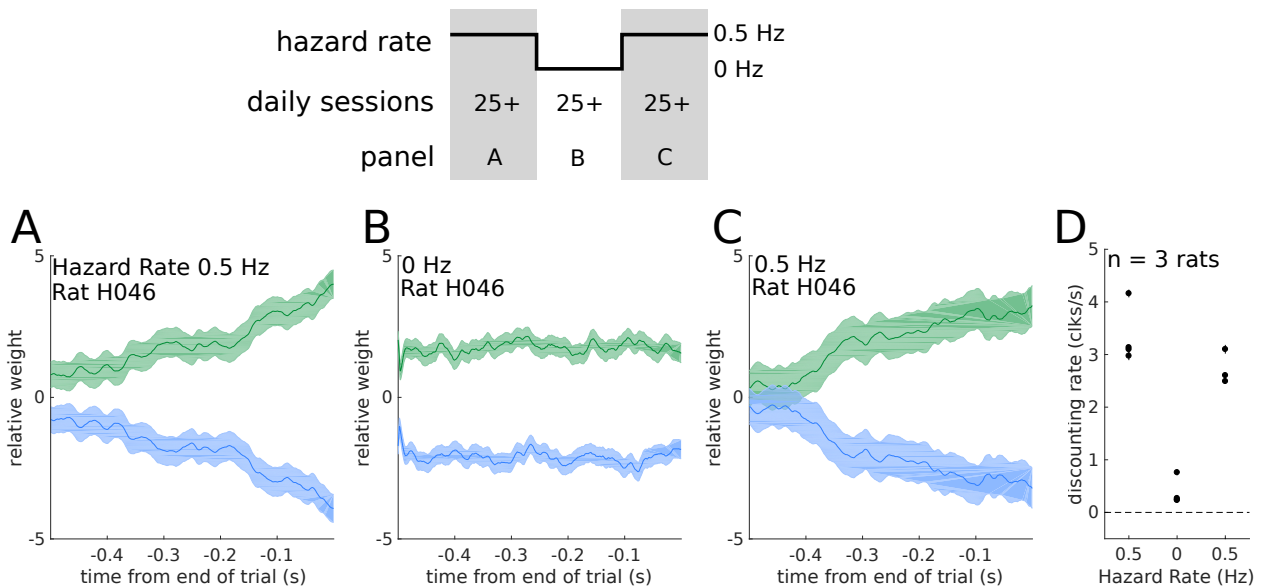 hazard rate
0.5 Hz
0 Hz
daily sessions 25+ 25+ 25+
panel A B C
A
Hazard Rate 0.5 Hz
Rat H046
5
0
-5
relative weight
-0.4 -0.3 -0.2 -0.1
time from end of trial (s)
B
0 Hz
Rat H046
5
0
-5
relative weight
-0.4 -0.3 -0.2 -0.1
time from end of trial (s)
C
0.5 Hz
Rat H046
5
0
-5
relative weight
-0.4 -0.3 -0.2 -0.1
time from end of trial (s)
D
n = 3 rats
5
4
3
2
1
0
discounting rate (clks/s)
0.5 0 0.5
Hazard Rate (Hz)